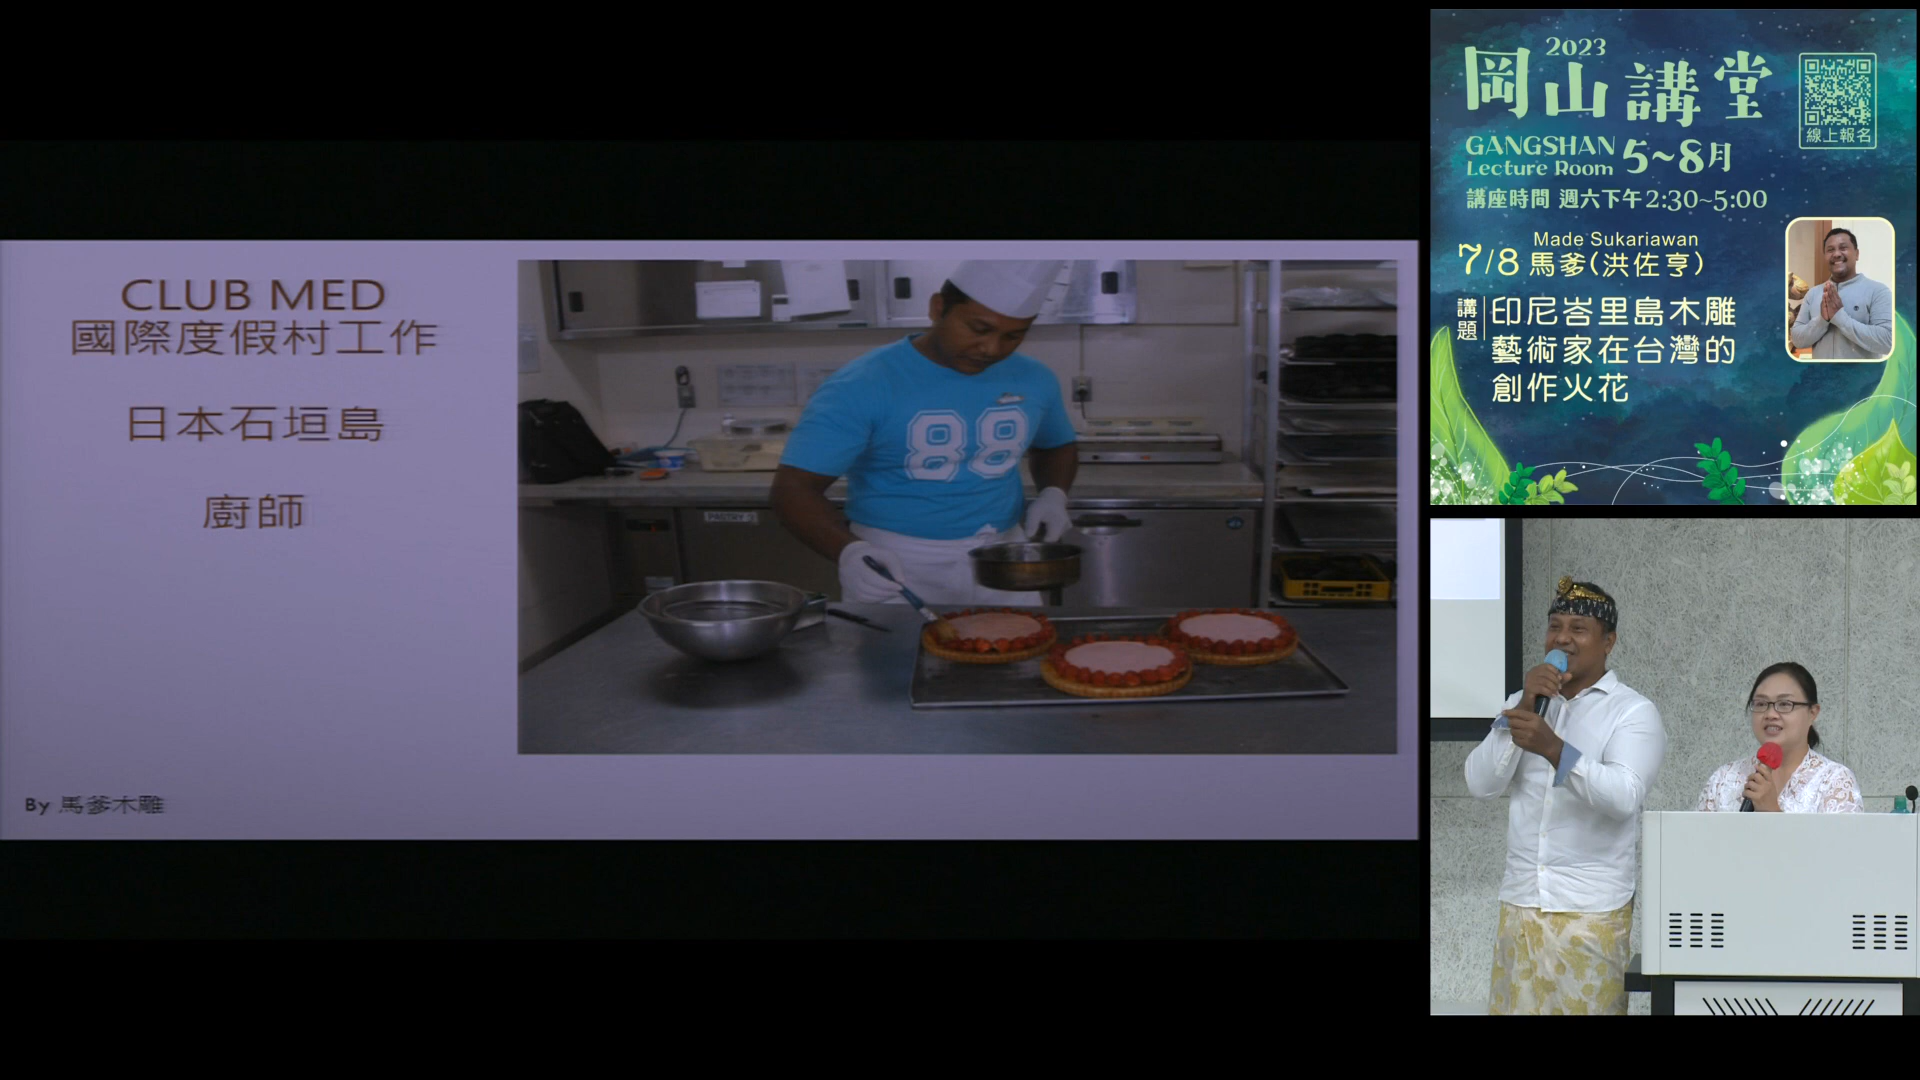 CLUB MED
國際度假村工作
日本石垣島
廚師
By 馬爹木雕
88
PASTRY
2023
岡山講堂
GANGSHAN
Lecture Room
5~8月
線上報名
講座時間 週六下午2:30~5:00
Made Sukariawan
7/8 馬爹(洪佐亨)
講題
印尼峇里島木雕
藝術家在台灣的
創作火花